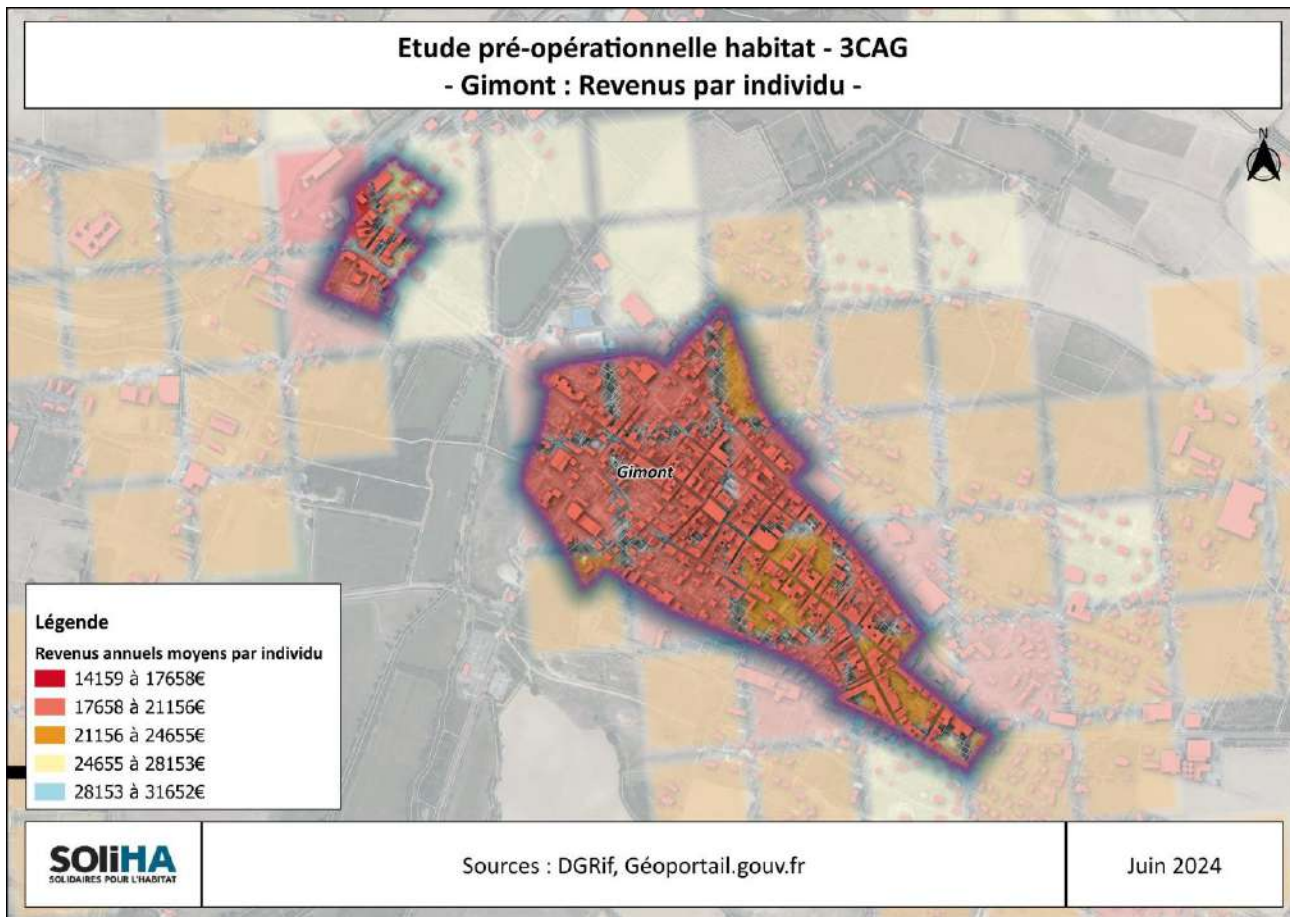 Etude pré-opérationnelle habitat - 3CAG
- Gimont : Revenus par individu -
N
Gimont
Légende
Revenus annuels moyens par individu
14159 à 17658€
17658 à 21156€
21156 à 24655€
24655 à 28153€
28153 à 31652€
SOliHA
SOLIDAIRES POUR L'HABITAT
Sources : DGRif, Géoportail.gouv.fr
Juin 2024